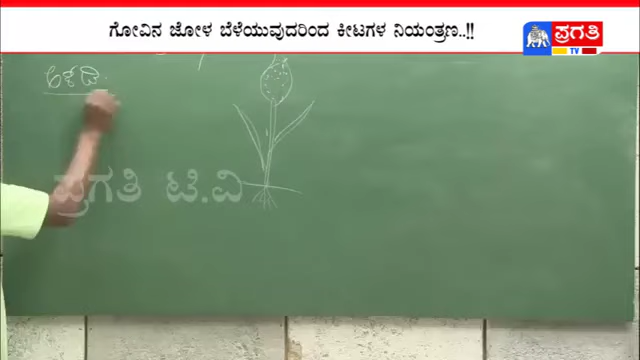 ಗೋವಿನ ಜೋಳ ಬೆಳೆಯುವುದರಿಂದ ಕೀಟಗಳ ನಿಯಂತ್ರಣ..!!
ಪ್ರಗತಿ
TV
ಪ್ರಗತಿ ಟಿ.ವಿ